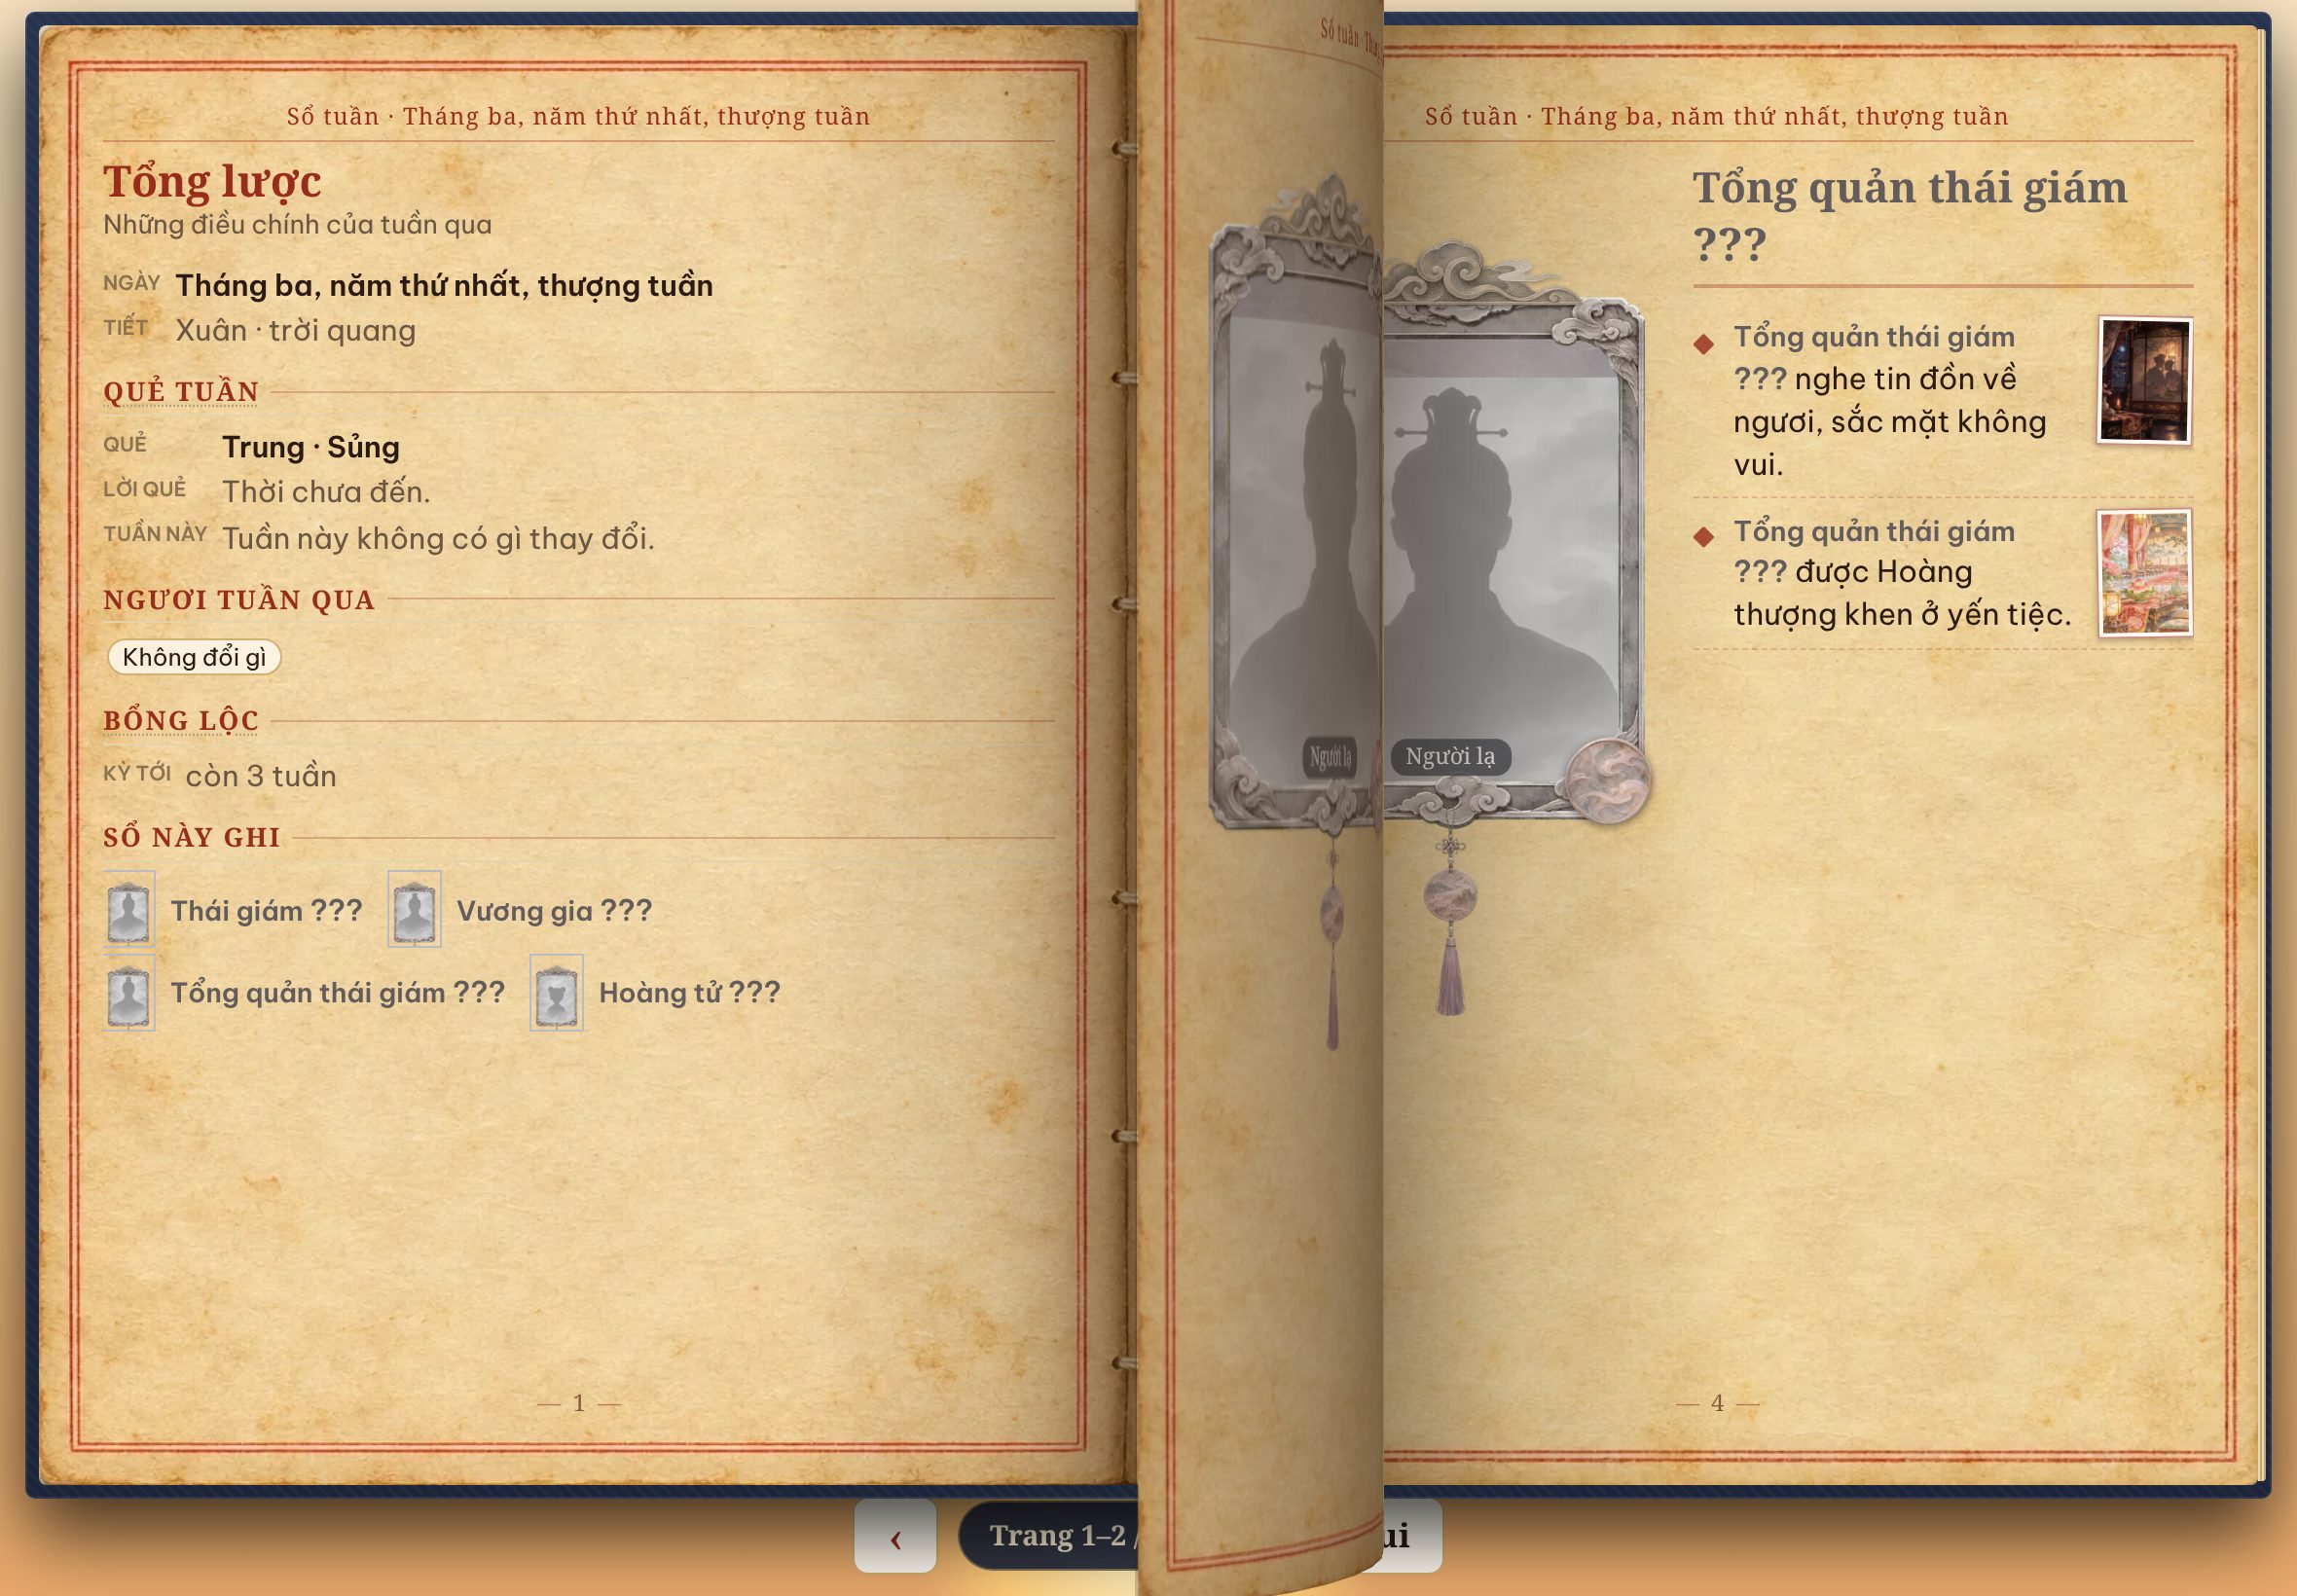 Sổ tuần · Tháng ba, năm thứ nhất, thượng tuần
Tổng lược
Những điều chính của tuần qua
NGÀY Tháng ba, năm thứ nhất, thượng tuần
TIẾT Xuân · trời quang
QUẺ TUẦN
QUẺ Trung · Sủng
LỜI QUẺ Thời chưa đến.
TUẦN NÀY Tuần này không có gì thay đổi.
NGƯƠI TUẦN QUA
Không đổi gì
BỔNG LỘC
KỲ TỚI còn 3 tuần
SỔ NÀY GHI
Thái giám ??? Vương gia ???
Tổng quản thái giám ??? Hoàng tử ???
— 1 —
Sổ tuần ·
Người lạ
Sổ tuần · Tháng ba, năm thứ nhất, thượng tuần
Người lạ
Tổng quản thái giám
???
Tổng quản thái giám
??? nghe tin đồn về
ngươi, sắc mặt không
vui.
Tổng quản thái giám
??? được Hoàng
thượng khen ở yến tiệc.
— 4 —
‹ Trang 1–2 /